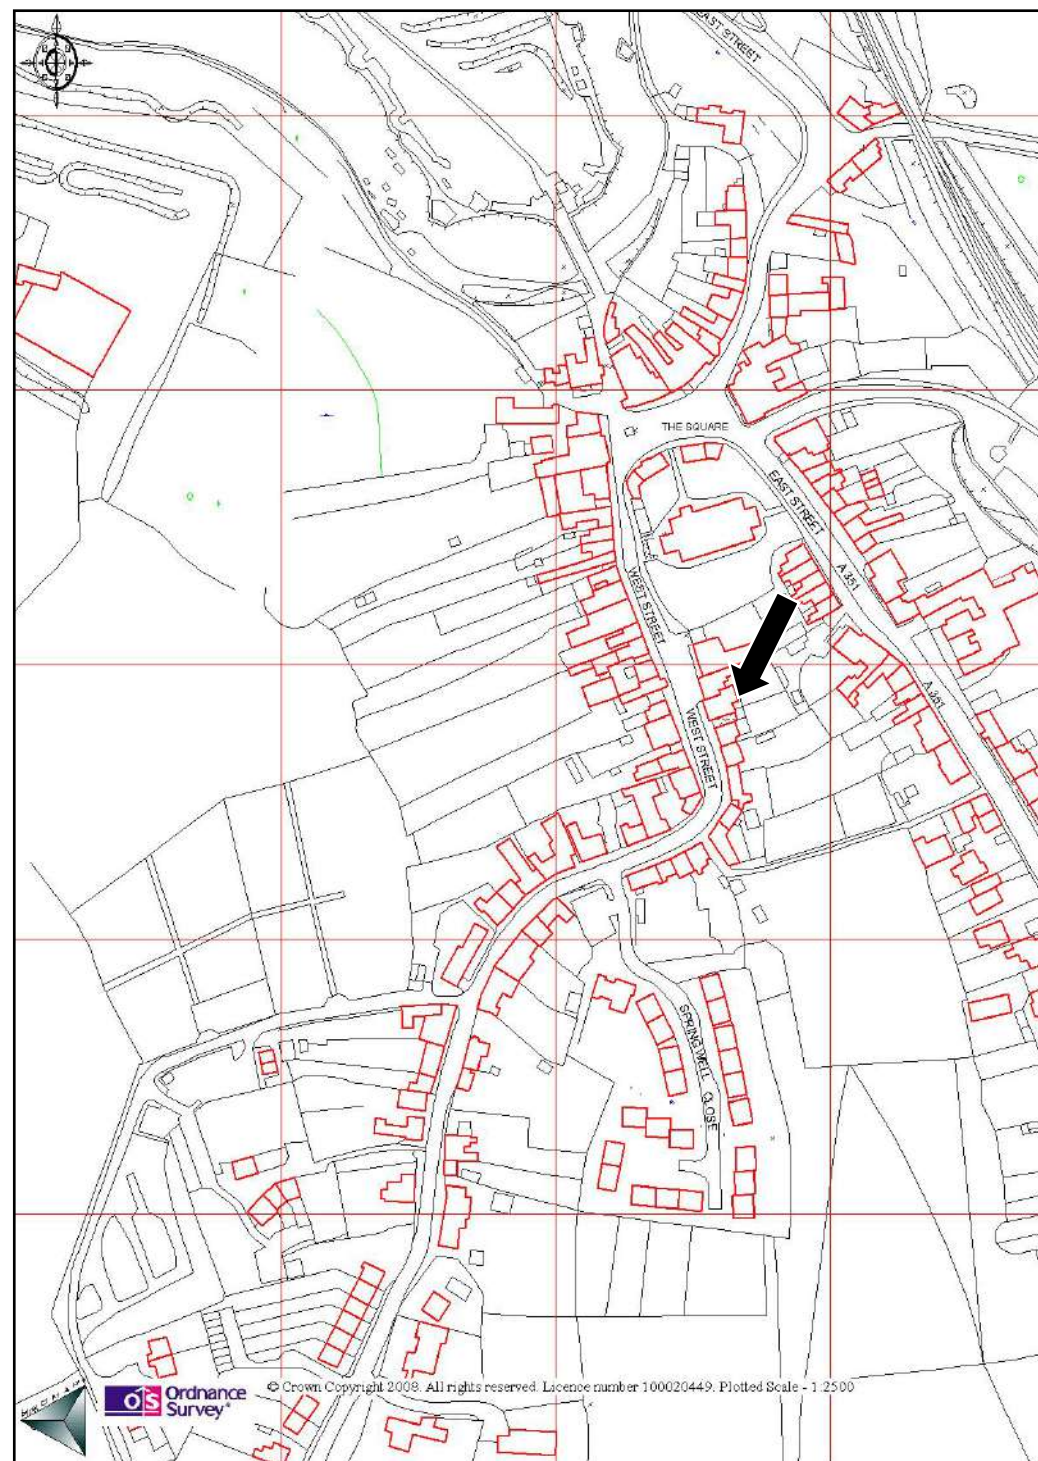 EAST STREET
THE SQUARE
EAST STREET
A 351
WEST STREET
A 351
WEST STREET
SPRINGWELL CLOSE
© Crown Copyright 2008. All rights reserved. Licence number 100020449. Plotted Scale - 1:2500
OS Ordnance
Survey®